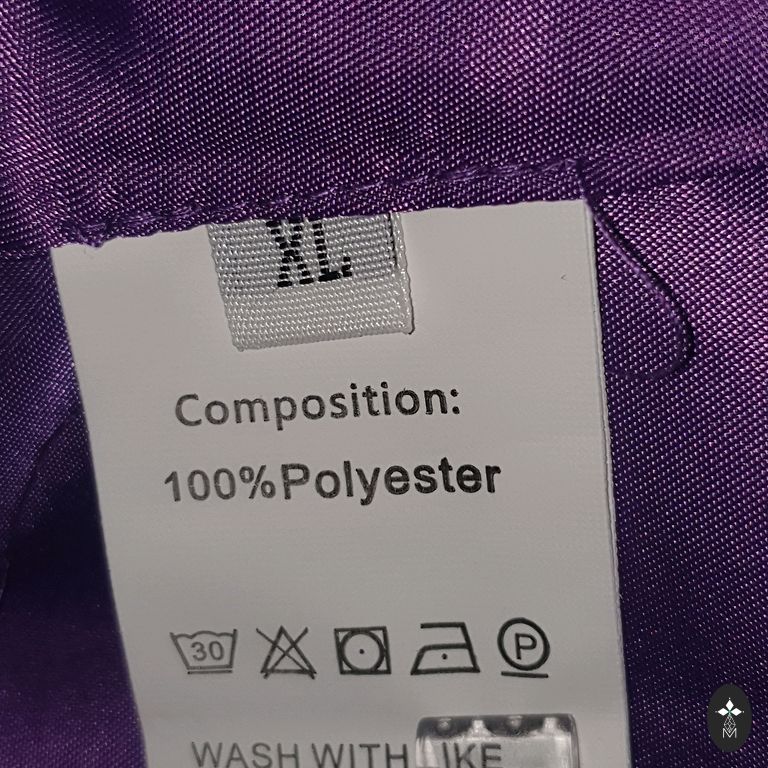 XL
Composition:
100%Polyester
30 P
WASH WITH LIKE
M